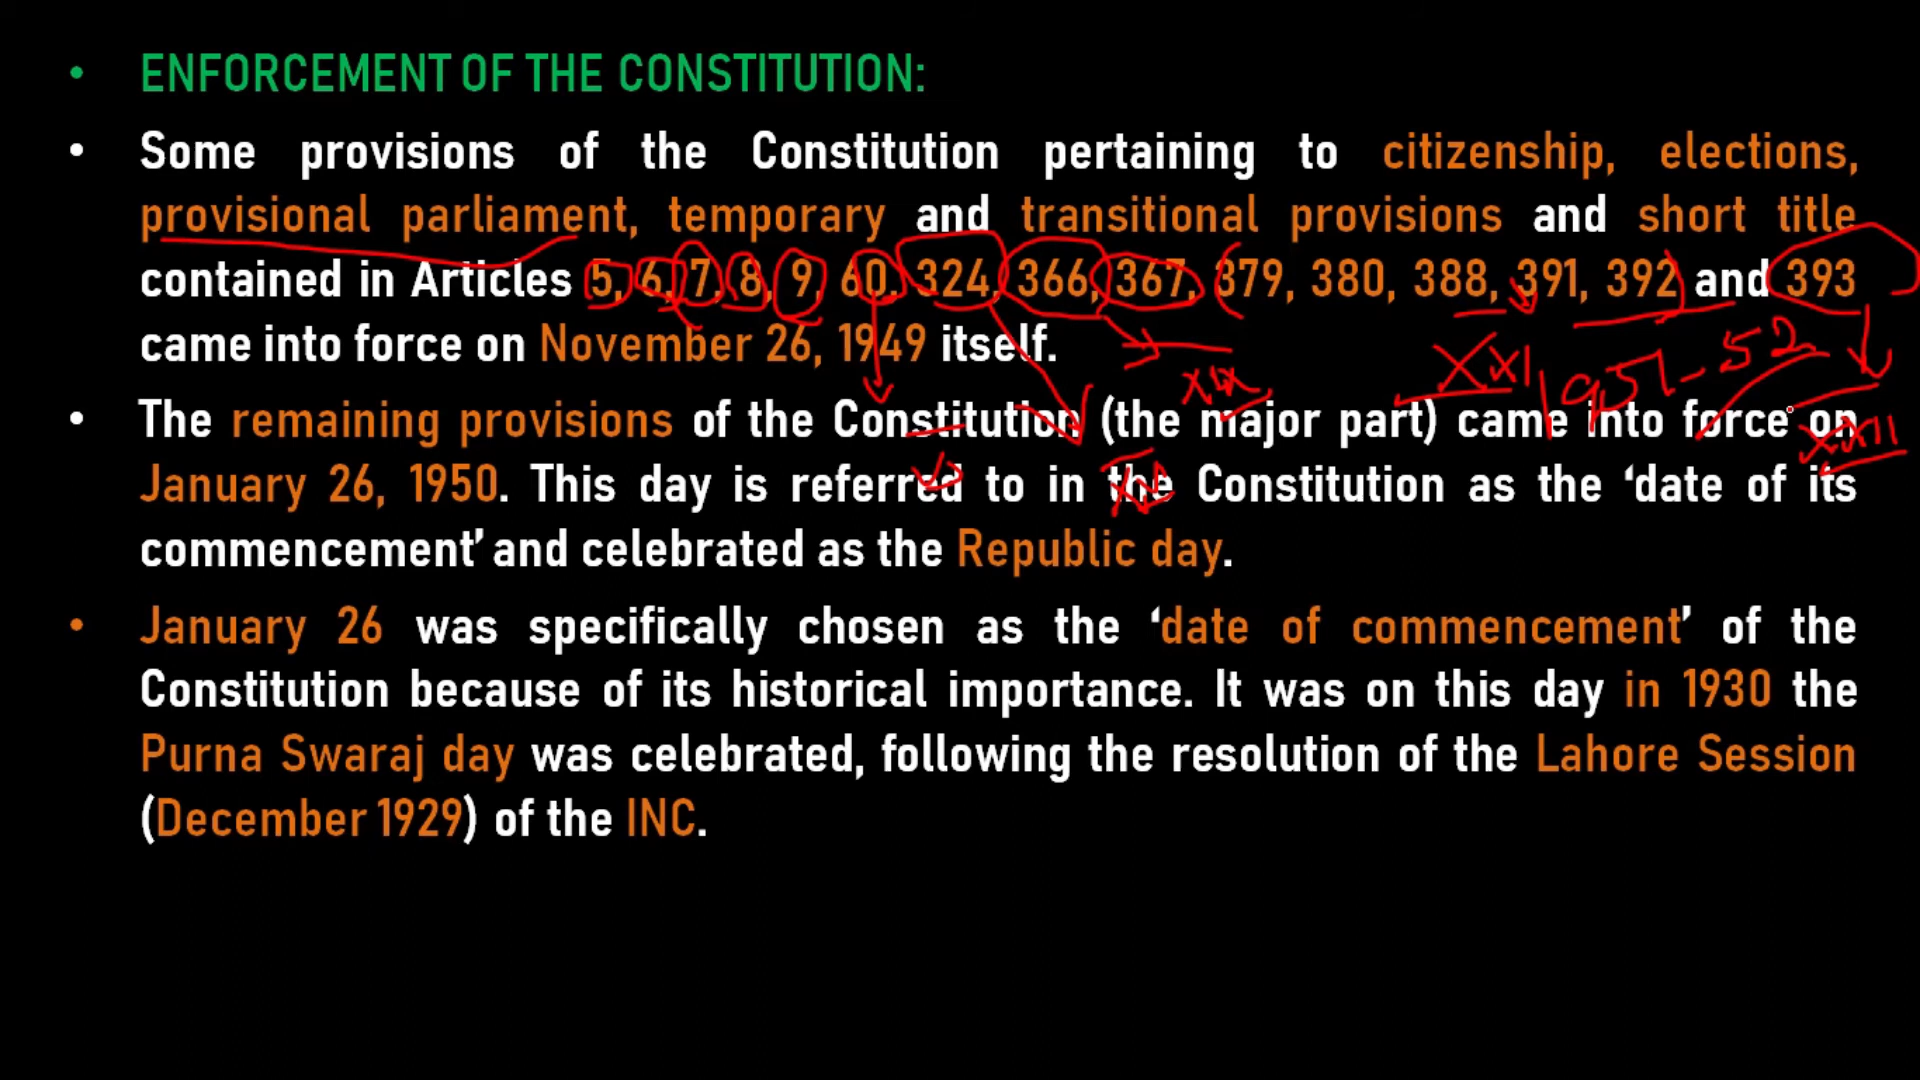 • ENFORCEMENT OF THE CONSTITUTION:
• Some provisions of the Constitution pertaining to citizenship, elections,
provisional parliament, temporary and transitional provisions and short title
contained in Articles 5, 6, 7, 8, 9, 60, 324, 366, 367, 379, 380, 388, 391, 392 and 393
came into force on November 26, 1949 itself.
XXI 1951-52
XIX
• The remaining provisions of the Constitution (the major part) came into force on
XXII
January 26, 1950. This day is referred to in the Constitution as the ‘date of its
V XV
commencement’ and celebrated as the Republic day.
• January 26 was specifically chosen as the ‘date of commencement’ of the
Constitution because of its historical importance. It was on this day in 1930 the
Purna Swaraj day was celebrated, following the resolution of the Lahore Session
(December 1929) of the INC.